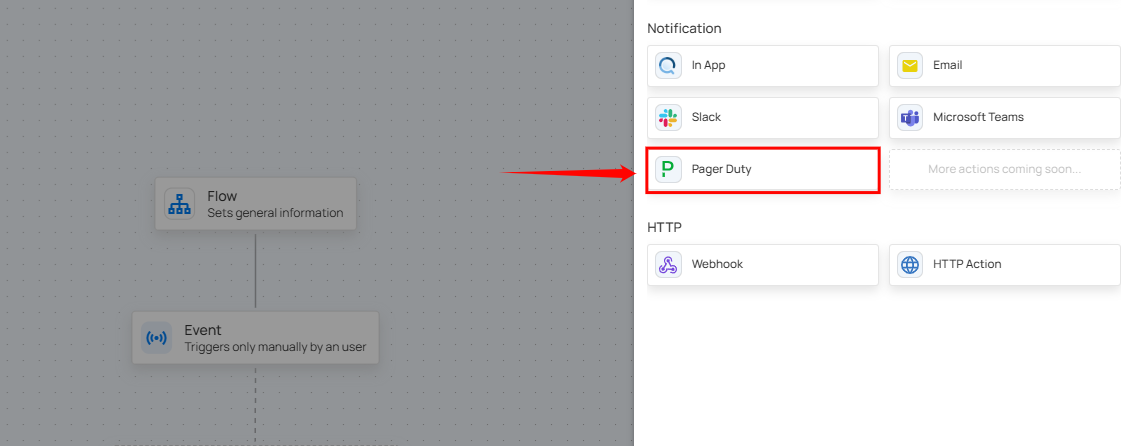 Notification
In App
Email
Slack
Microsoft Teams
Pager Duty
More actions coming soon...
HTTP
Webhook
HTTP Action
Flow
Sets general information
Event
Triggers only manually by an user